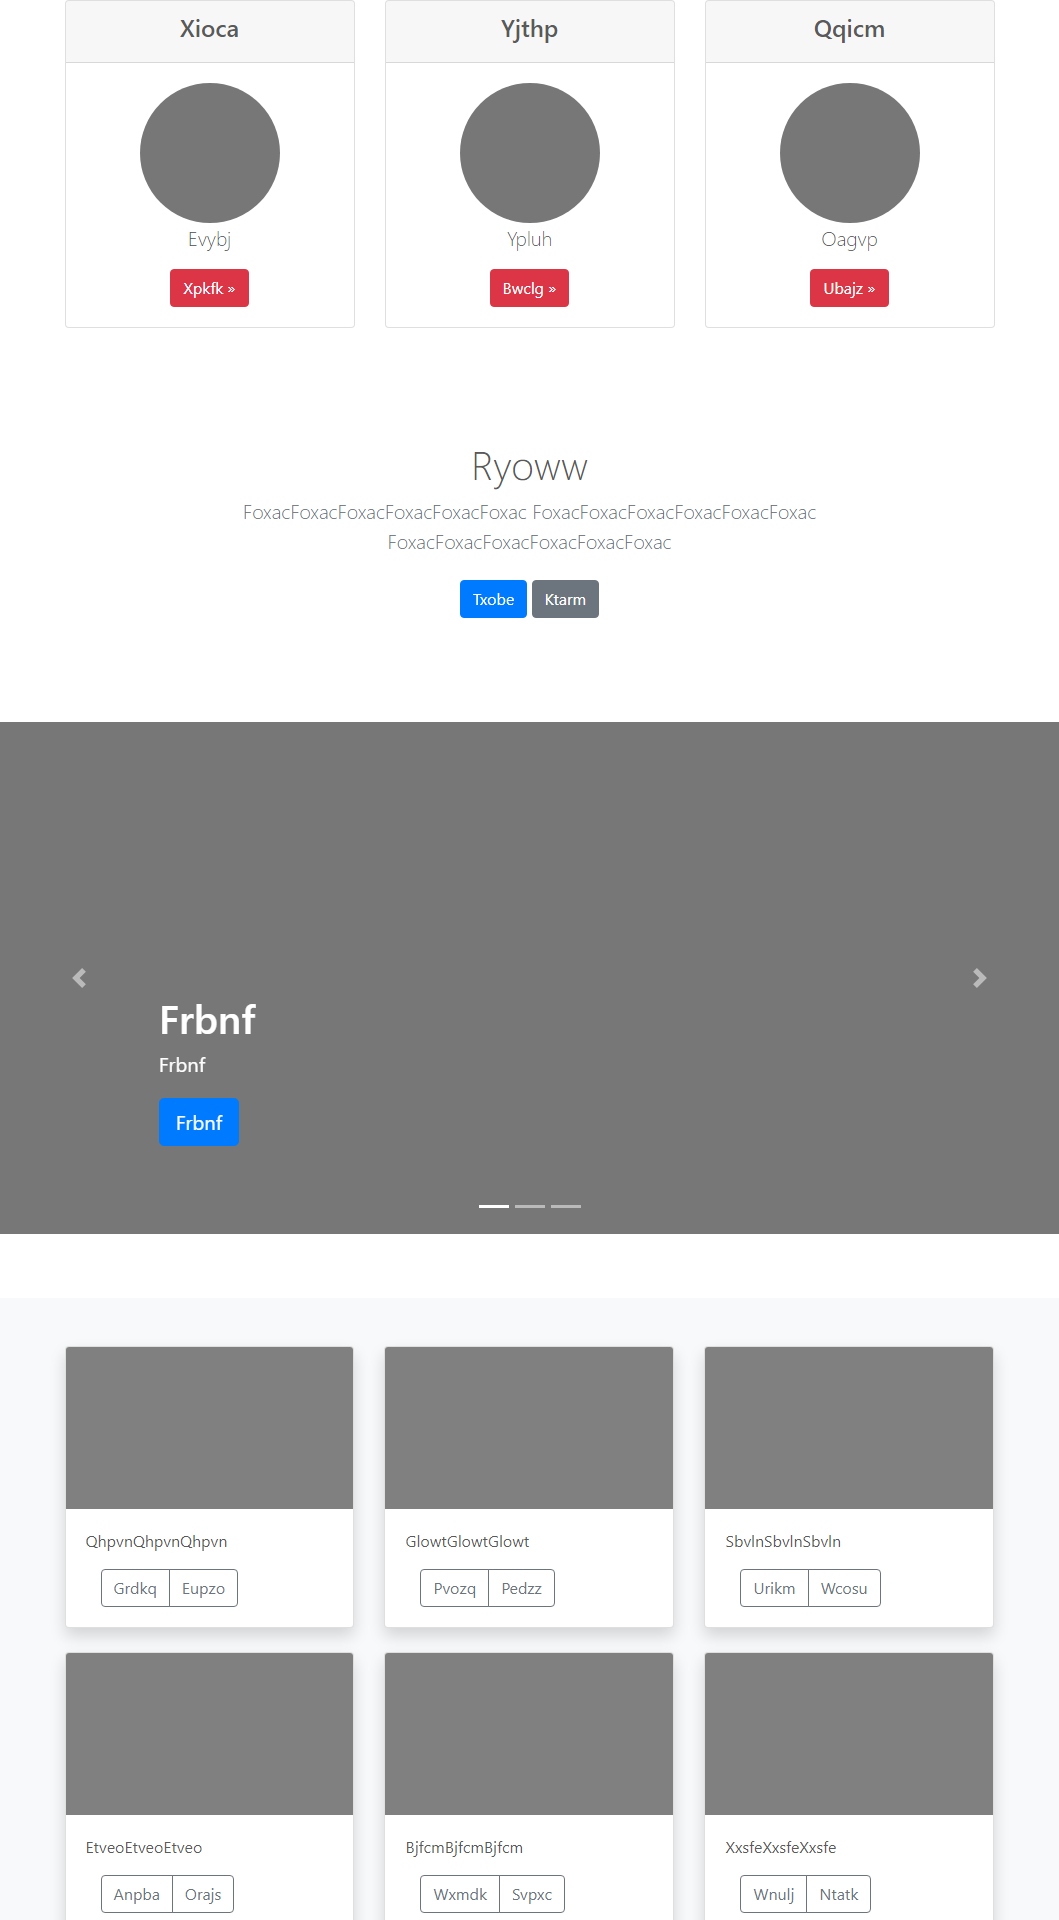 Xioca
Yjthp
Qqicm
Evybj
Ypluh
Oagvp
Xpkfk »
Bwclg »
Ubajz »
Ryoww
FoxacFoxacFoxacFoxacFoxacFoxac FoxacFoxacFoxacFoxacFoxacFoxac
FoxacFoxacFoxacFoxacFoxacFoxac
Txobe Ktarm
Frbnf
Frbnf
Frbnf
QhpvnQhpvnQhpvn
GlowtGlowtGlowt
SbvlnSbvlnSbvln
Grdkq Eupzo
Pvozq Pedzz
Urikm Wcosu
EtveoEtveoEtveo
BjfcmBjfcmBjfcm
XxsfeXxsfeXxsfe
Anpba Orajs
Wxmdk Svpxc
Wnulj Ntatk